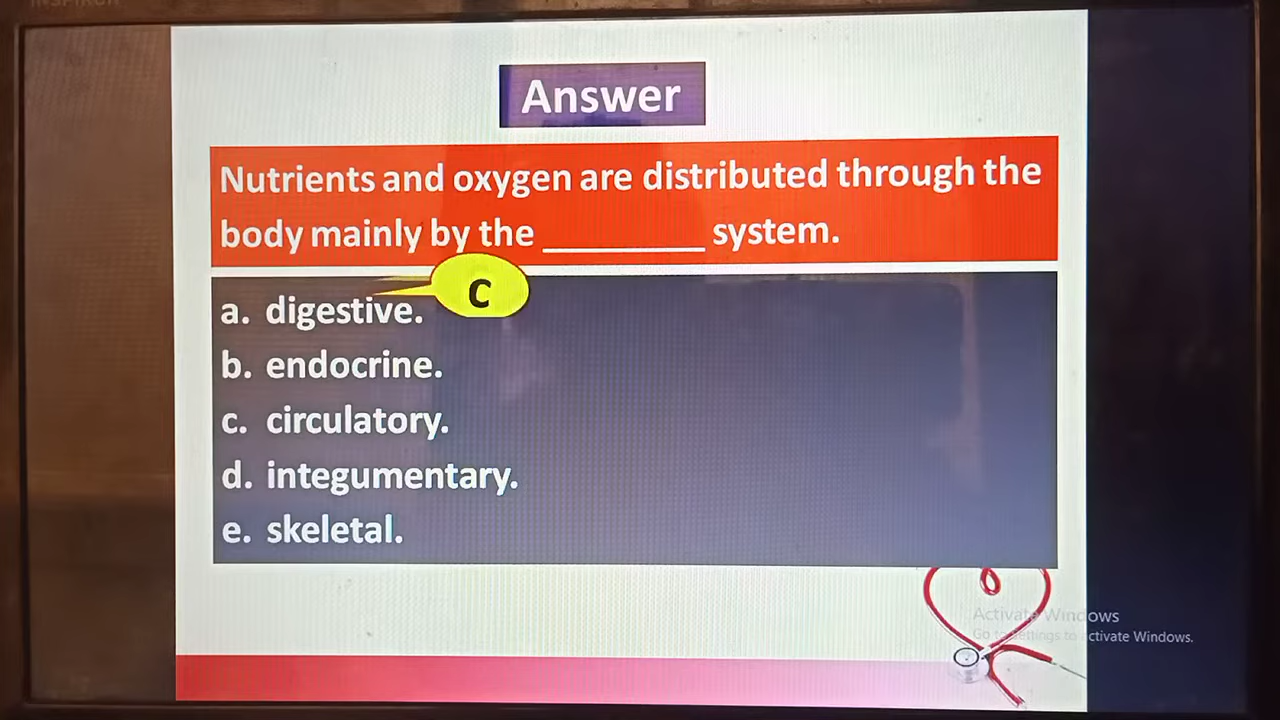 Answer
Nutrients and oxygen are distributed through the
body mainly by the _________ system.
C
a. digestive.
b. endocrine.
c. circulatory.
d. integumentary.
e. skeletal.
Activate Windows
Go to Settings to activate Windows.